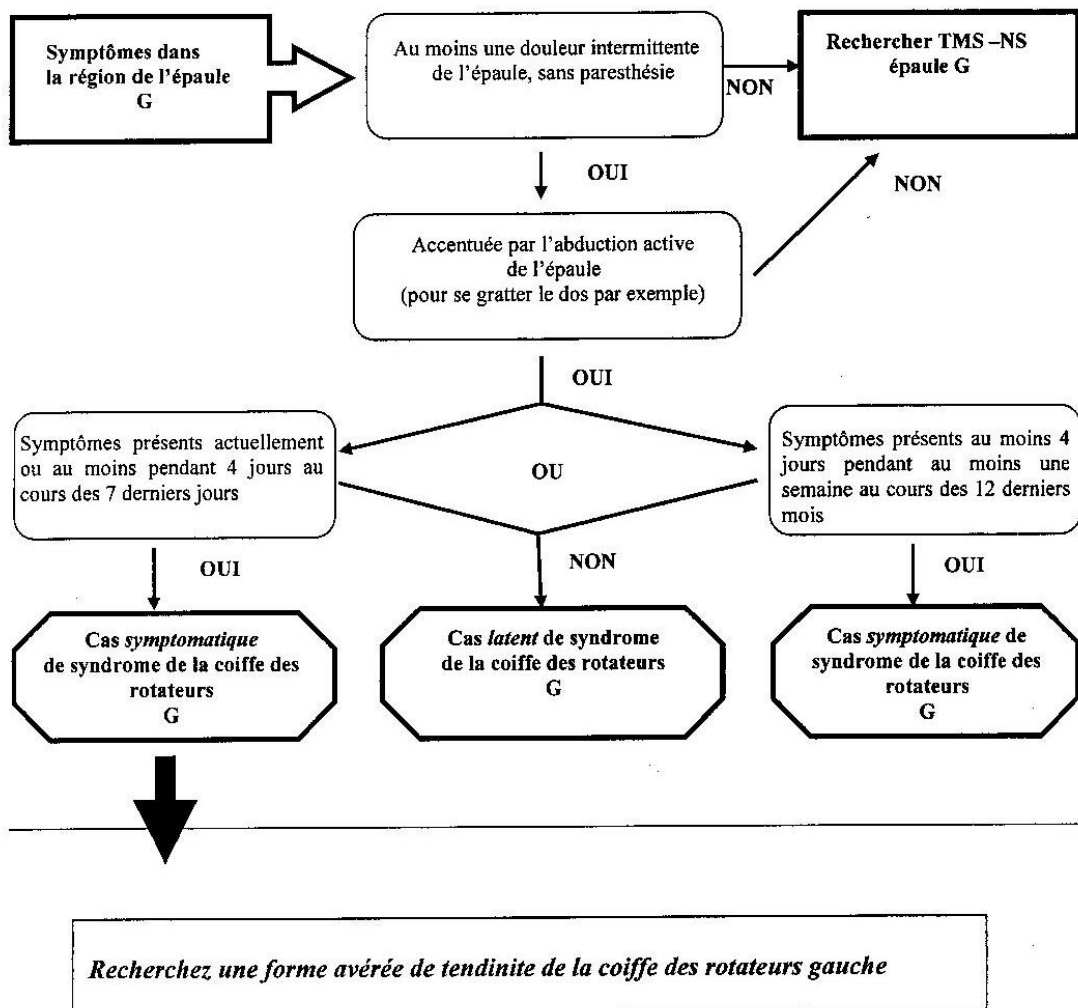 Symptômes dans
la région de l'épaule
G
Au moins une douleur intermittente
de l'épaule, sans paresthésie
NON
Rechercher TMS –NS
épaule G
OUI
NON
Accentuée par l'abduction active
de l'épaule
(pour se gratter le dos par exemple)
OUI
Symptômes présents actuellement
ou au moins pendant 4 jours au
cours des 7 derniers jours
OU
Symptômes présents au moins 4
jours pendant au moins une
semaine au cours des 12 derniers
mois
OUI
NON
OUI
Cas symptomatique
de syndrome de la coiffe des
rotateurs
G
Cas latent de syndrome
de la coiffe des rotateurs
G
Cas symptomatique de
syndrome de la coiffe des
rotateurs
G
Recherchez une forme avérée de tendinite de la coiffe des rotateurs gauche